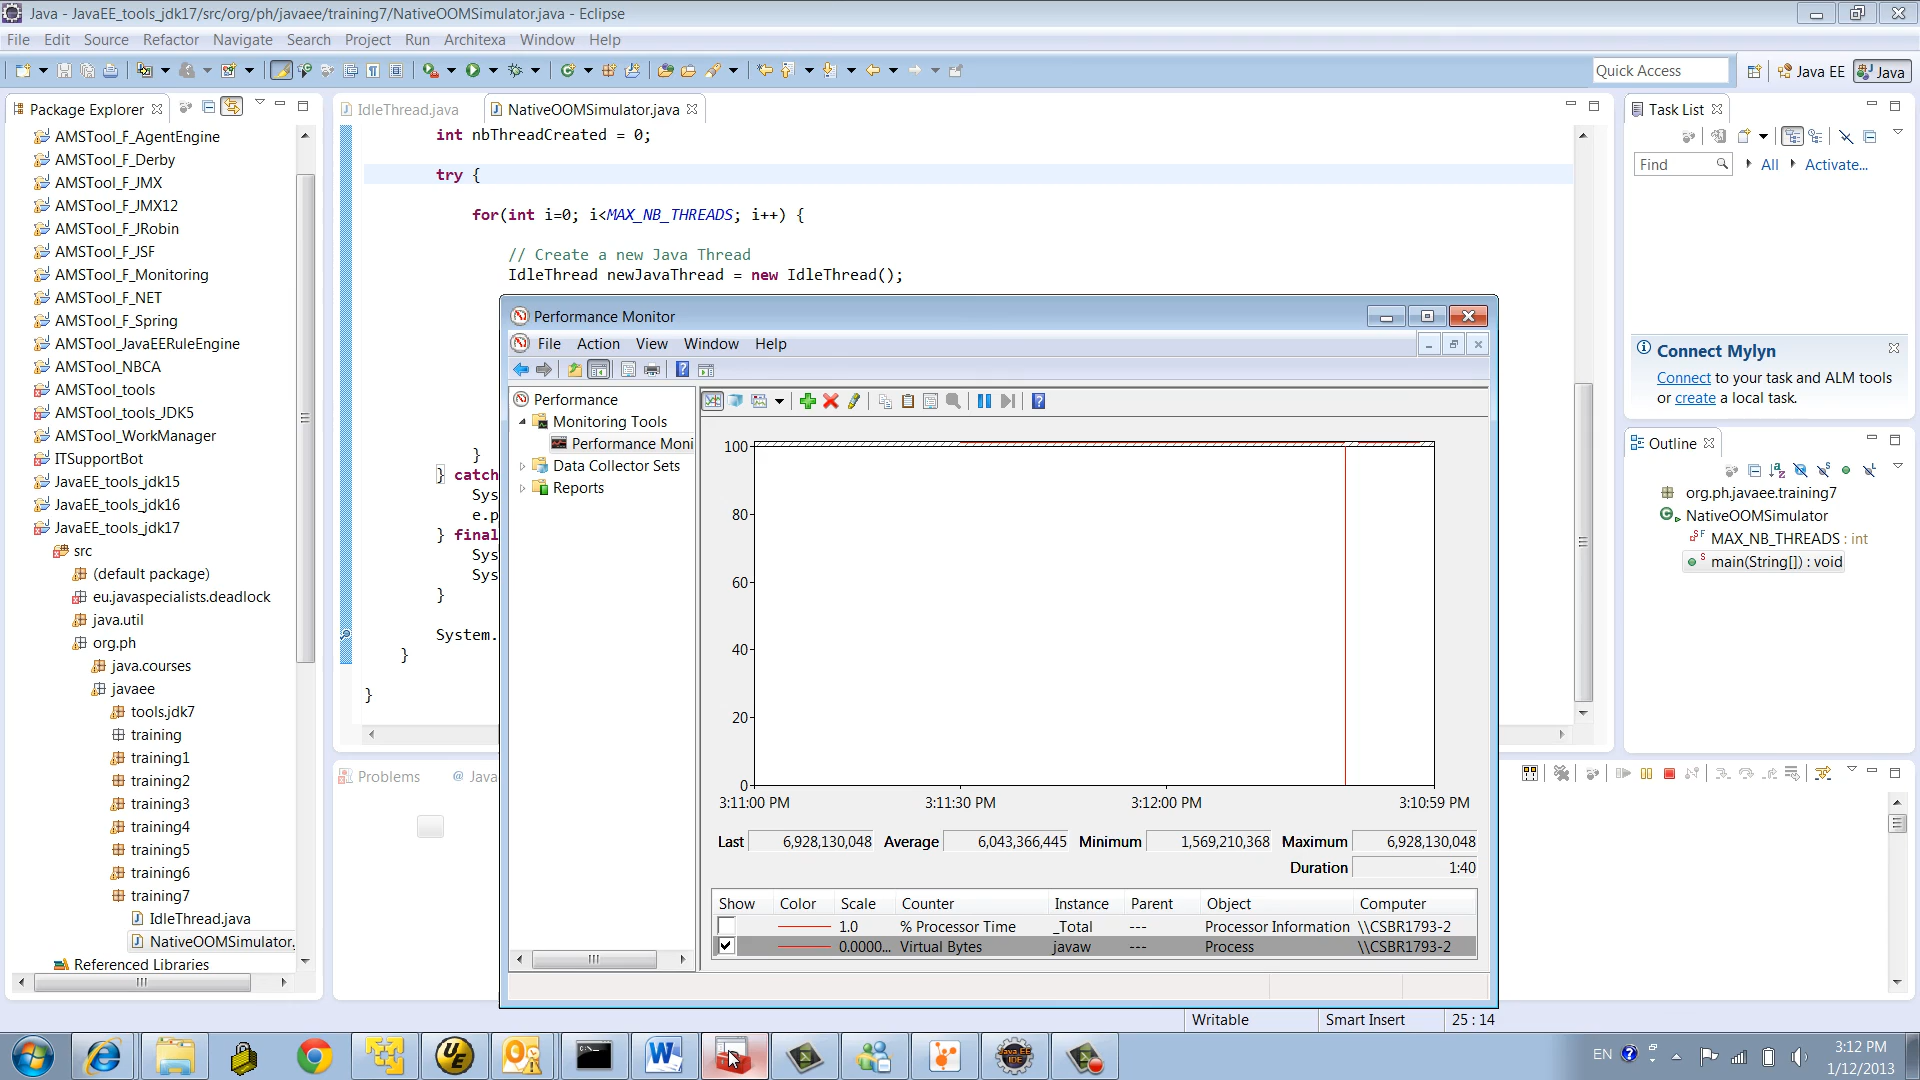 Java - JavaEE_tools_jdk17/src/org/ph/javaee/training7/NativeOOMSimulator.java - Eclipse
File Edit Source Refactor Navigate Search Project Run Architexa Window Help
Quick Access
Java EE
Java
Package Explorer
AMSTool_F_AgentEngine
AMSTool_F_Derby
AMSTool_F_JMX
AMSTool_F_JMX12
AMSTool_F_JRobin
AMSTool_F_JSF
AMSTool_F_Monitoring
AMSTool_F_NET
AMSTool_F_Spring
AMSTool_JavaEERuleEngine
AMSTool_NBCA
AMSTool_tools
AMSTool_tools_JDK5
AMSTool_WorkManager
ITSupportBot
JavaEE_tools_jdk15
JavaEE_tools_jdk16
JavaEE_tools_jdk17
src
(default package)
eu.javaspecialists.deadlock
java.util
org.ph
java.courses
javaee
tools.jdk7
training
training1
training2
training3
training4
training5
training6
training7
IdleThread.java
NativeOOMSimulator.
Referenced Libraries
IdleThread.java
NativeOOMSimulator.java
int nbThreadCreated = 0;
try {
for(int i=0; i<MAX_NB_THREADS; i++) {
// Create a new Java Thread
IdleThread newJavaThread = new IdleThread();
}
} catch
Sys
e.p
} final
Sys
Sys
}
System.
}
}
Problems
@ Java
Performance Monitor
File Action View Window Help
Performance
Monitoring Tools
Performance Moni
Data Collector Sets
Reports
100
80
60
40
20
0
3:11:00 PM 3:11:30 PM 3:12:00 PM 3:10:59 PM
Last 6,928,130,048 Average 6,043,366,445 Minimum 1,569,210,368 Maximum 6,928,130,048
Duration 1:40
Show Color Scale Counter Instance Parent Object Computer
1.0 % Processor Time _Total --- Processor Information \\CSBR1793-2
0.0000... Virtual Bytes javaw --- Process \\CSBR1793-2
Task List
Find
All
Activate...
Connect Mylyn
Connect to your task and ALM tools
or create a local task.
Outline
org.ph.javaee.training7
NativeOOMSimulator
MAX_NB_THREADS : int
main(String[]) : void
Writable
Smart Insert
25 : 14
EN
3:12 PM
1/12/2013